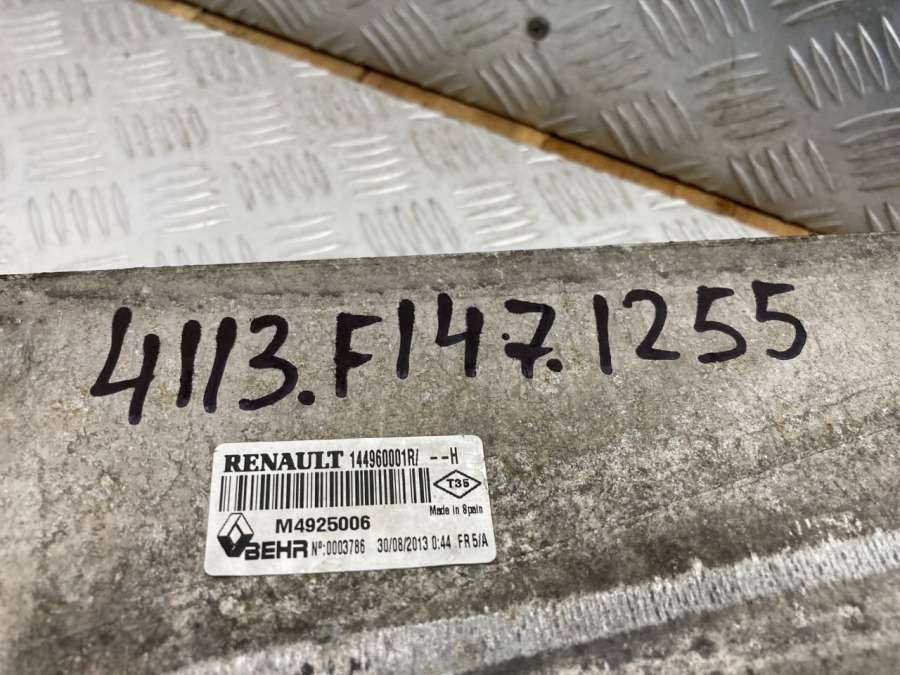 4113.F147.1255
RENAULT 144960001R/ --H
T35
Made in Spain
M4925006
BEHR Nº:0003786 30/08/2013 0:44 FR5/A